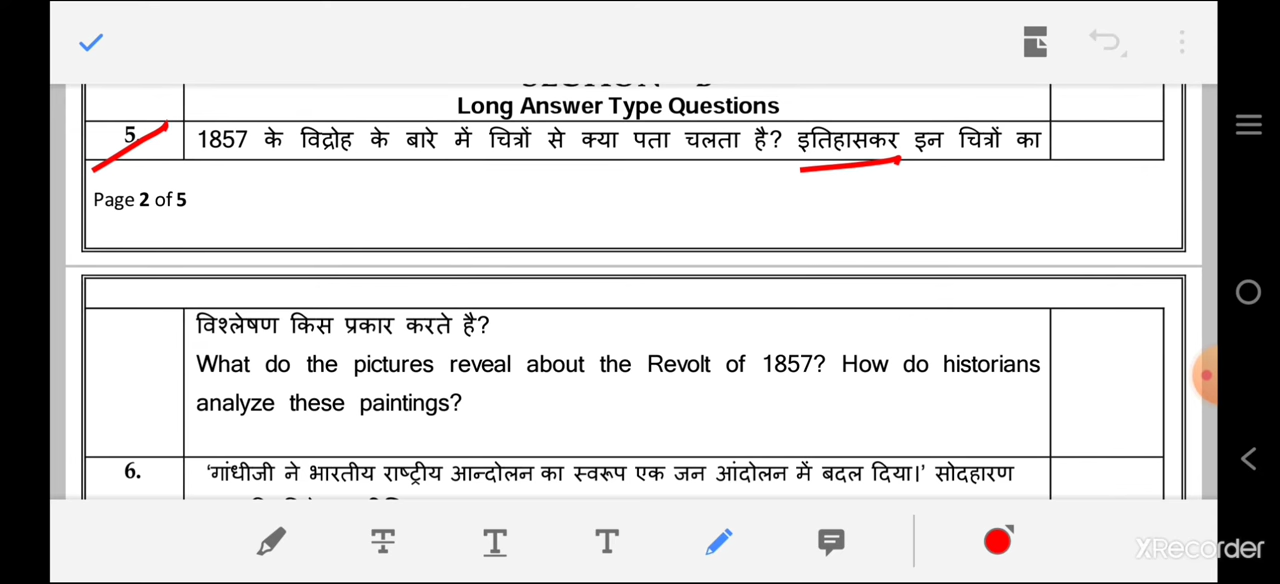 Long Answer Type Questions
5 1857 के विद्रोह के बारे में चित्रों से क्या पता चलता है? इतिहासकर इन चित्रों का
Page 2 of 5
विश्लेषण किस प्रकार करते है?
What do the pictures reveal about the Revolt of 1857? How do historians
analyze these paintings?
6. 'गांधीजी ने भारतीय राष्ट्रीय आन्दोलन का स्वरूप एक जन आंदोलन में बदल दिया।' सोदहारण
T T T
XRecorder